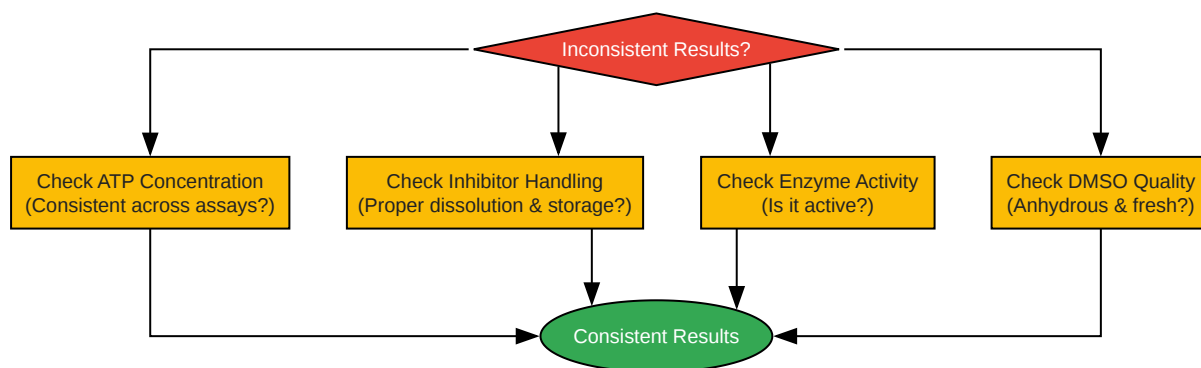 Inconsistent Results?
Check ATP Concentration
(Consistent across assays?)
Check Inhibitor Handling
(Proper dissolution & storage?)
Check Enzyme Activity
(Is it active?)
Check DMSO Quality
(Anhydrous & fresh?)
Consistent Results